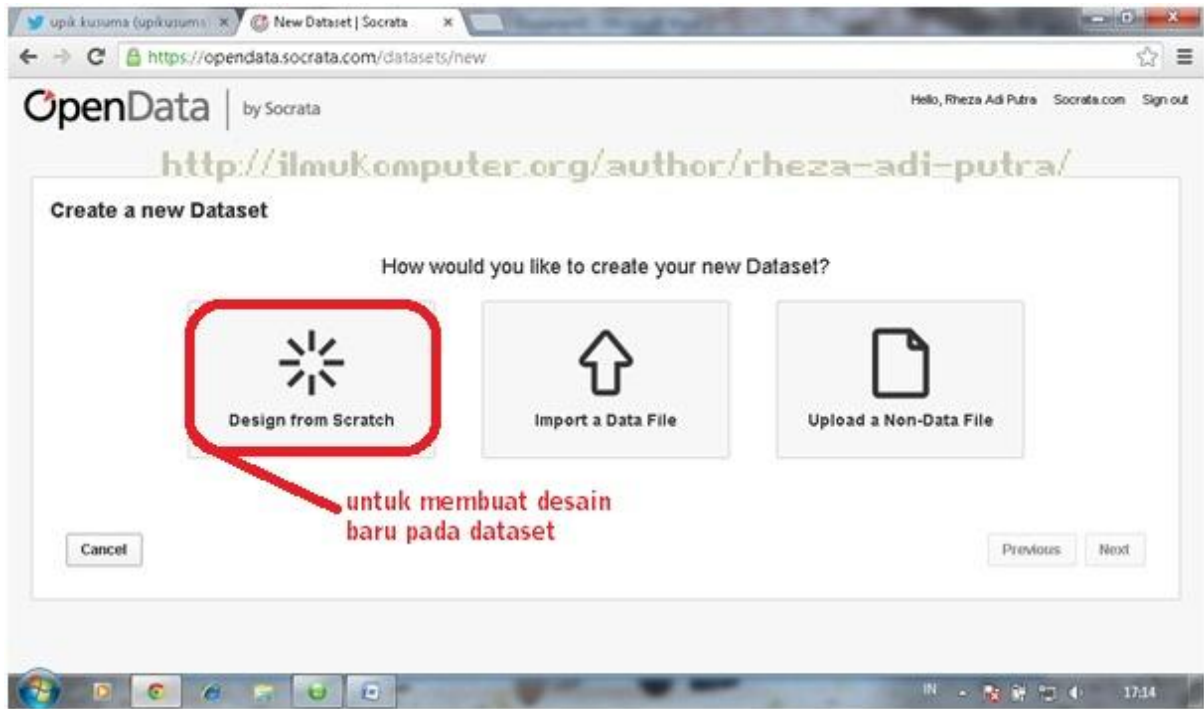 upik kusuma (upikusuma
New Dataset | Socrata
https://opendata.socrata.com/datasets/new
OpenData | by Socrata
Hello, Rheza Adi Putra Socrata.com Sign out
http://ilmuKomputer.org/author/rheza-adi-putra/
Create a new Dataset
How would you like to create your new Dataset?
Design from Scratch
Import a Data File
Upload a Non-Data File
untuk membuat desain
baru pada dataset
Cancel
Previous
Next
IN
17:14